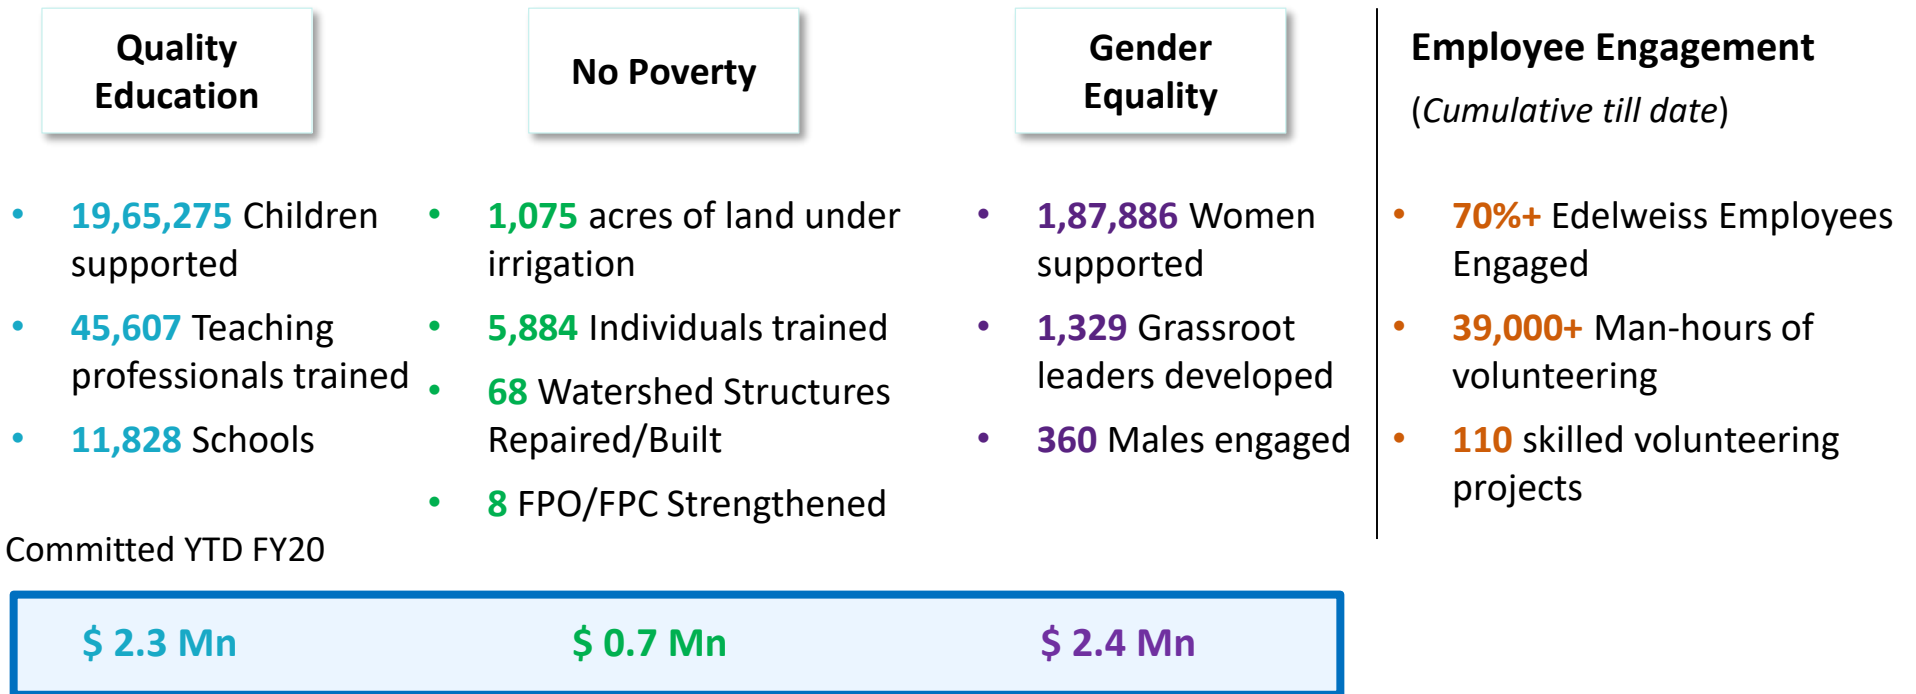 Quality
Education
• 19,65,275 Children
supported
• 45,607 Teaching
professionals trained
• 11,828 Schools
No Poverty
• 1,075 acres of land under
irrigation
• 5,884 Individuals trained
• 68 Watershed Structures
Repaired/Built
• 8 FPO/FPC Strengthened
Gender
Equality
• 1,87,886 Women
supported
• 1,329 Grassroot
leaders developed
• 360 Males engaged
Employee Engagement
(Cumulative till date)
• 70%+ Edelweiss Employees
Engaged
• 39,000+ Man-hours of
volunteering
• 110 skilled volunteering
projects
Committed YTD FY20
$ 2.3 Mn
$ 0.7 Mn
$ 2.4 Mn